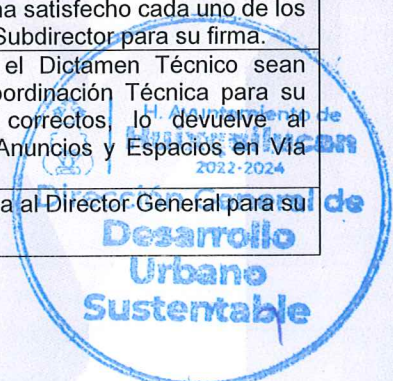 na satisfecho cada uno de los
Subdirector para su firma.
el Dictamen Técnico sean
ordinación Técnica para su
correctos, lo devuelve al
Anuncios y Espacios en Vía
a al Director General para su
H. Ayuntamiento de
Huixquilucan
2022-2024
Dirección General de
Desarrollo
Urbano
Sustentable